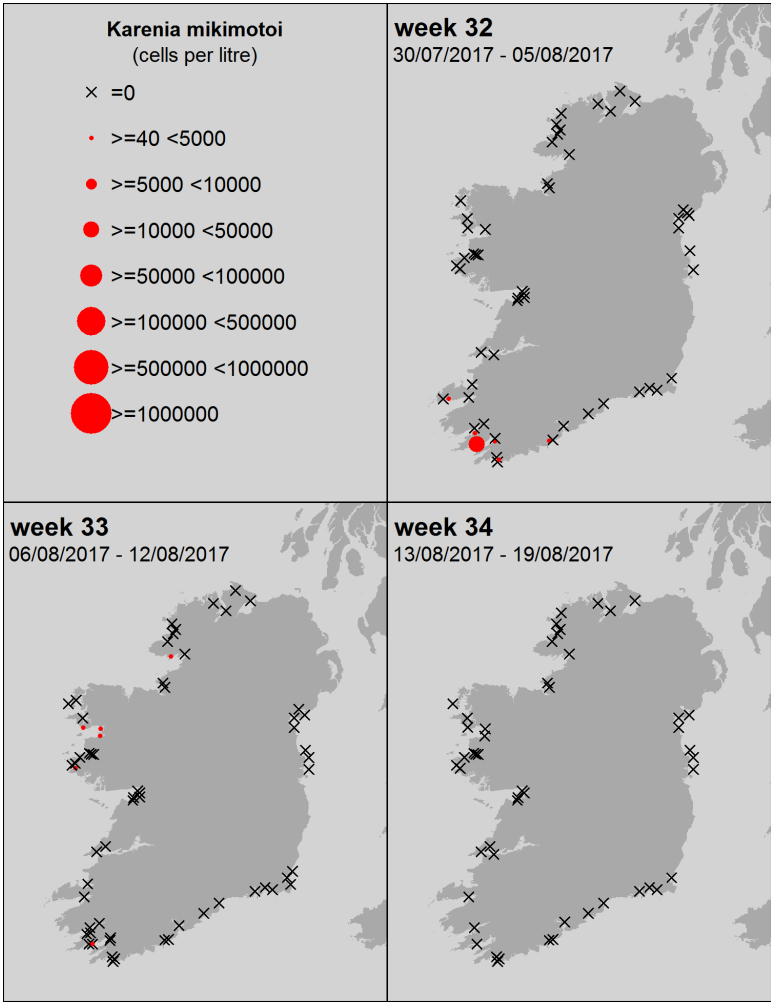 Karenia mikimotoi
(cells per litre)
=0
>=40 <5000
>=5000 <10000
>=10000 <50000
>=50000 <100000
>=100000 <500000
>=500000 <1000000
>=1000000
week 32
30/07/2017 - 05/08/2017
week 33
06/08/2017 - 12/08/2017
week 34
13/08/2017 - 19/08/2017